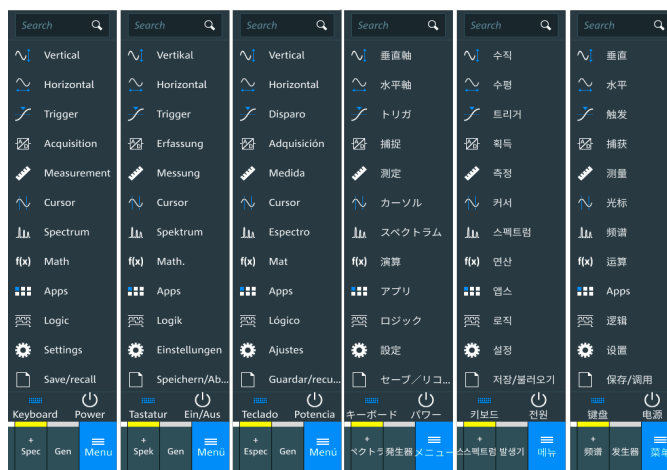 Search
Vertical
Horizontal
Trigger
Acquisition
Measurement
Cursor
Spectrum
f(x) Math
Apps
Logic
Settings
Save/recall
Keyboard Power
+
Spec Gen Menu
Search
Vertikal
Horizontal
Trigger
Erfassung
Messung
Cursor
Spektrum
f(x) Math.
Apps
Logik
Einstellungen
Speichern/Ab...
Tastatur Ein/Aus
+
Spek Gen Menü
Search
Vertical
Horizontal
Disparo
Adquisición
Medida
Cursor
Espectro
f(x) Mat
Apps
Lógico
Ajustes
Guardar/recu...
Teclado Potencia
+
Espec Gen Menú
Search
垂直軸
水平軸
トリガ
捕捉
測定
カーソル
スペクトラム
f(x) 演算
アプリ
ロジック
設定
セーブ／リコ...
キーボード パワー
+
ペクトラ 発生器 メニュー
Search
수직
수평
트리거
획득
측정
커서
스펙트럼
f(x) 연산
앱스
로직
설정
저장/불러오기
키보드 전원
+
스펙트럼 발생기 메뉴
Search
垂直
水平
触发
捕获
测量
光标
频谱
f(x) 运算
Apps
逻辑
设置
保存/调用
键盘 电源
+
频谱 发生器 菜单